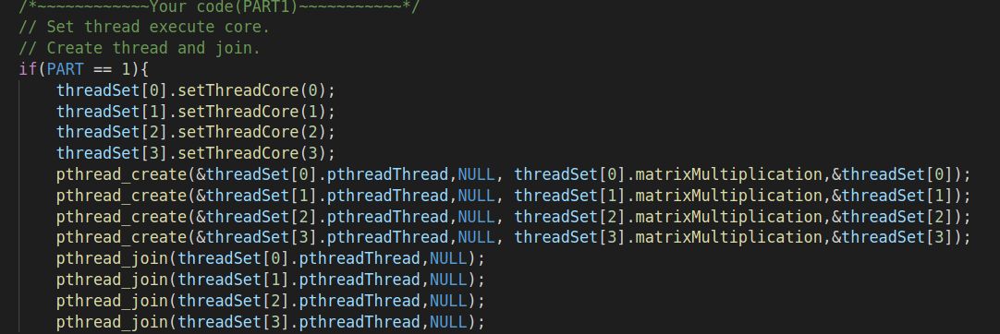 /*~~~~~~~~~~~~Your code(PART1)~~~~~~~~~~~*/
// Set thread execute core.
// Create thread and join.
if(PART == 1){
    threadSet[0].setThreadCore(0);
    threadSet[1].setThreadCore(1);
    threadSet[2].setThreadCore(2);
    threadSet[3].setThreadCore(3);
    pthread_create(&threadSet[0].pthreadThread,NULL, threadSet[0].matrixMultiplication,&threadSet[0]);
    pthread_create(&threadSet[1].pthreadThread,NULL, threadSet[1].matrixMultiplication,&threadSet[1]);
    pthread_create(&threadSet[2].pthreadThread,NULL, threadSet[2].matrixMultiplication,&threadSet[2]);
    pthread_create(&threadSet[3].pthreadThread,NULL, threadSet[3].matrixMultiplication,&threadSet[3]);
    pthread_join(threadSet[0].pthreadThread,NULL);
    pthread_join(threadSet[1].pthreadThread,NULL);
    pthread_join(threadSet[2].pthreadThread,NULL);
    pthread_join(threadSet[3].pthreadThread,NULL);